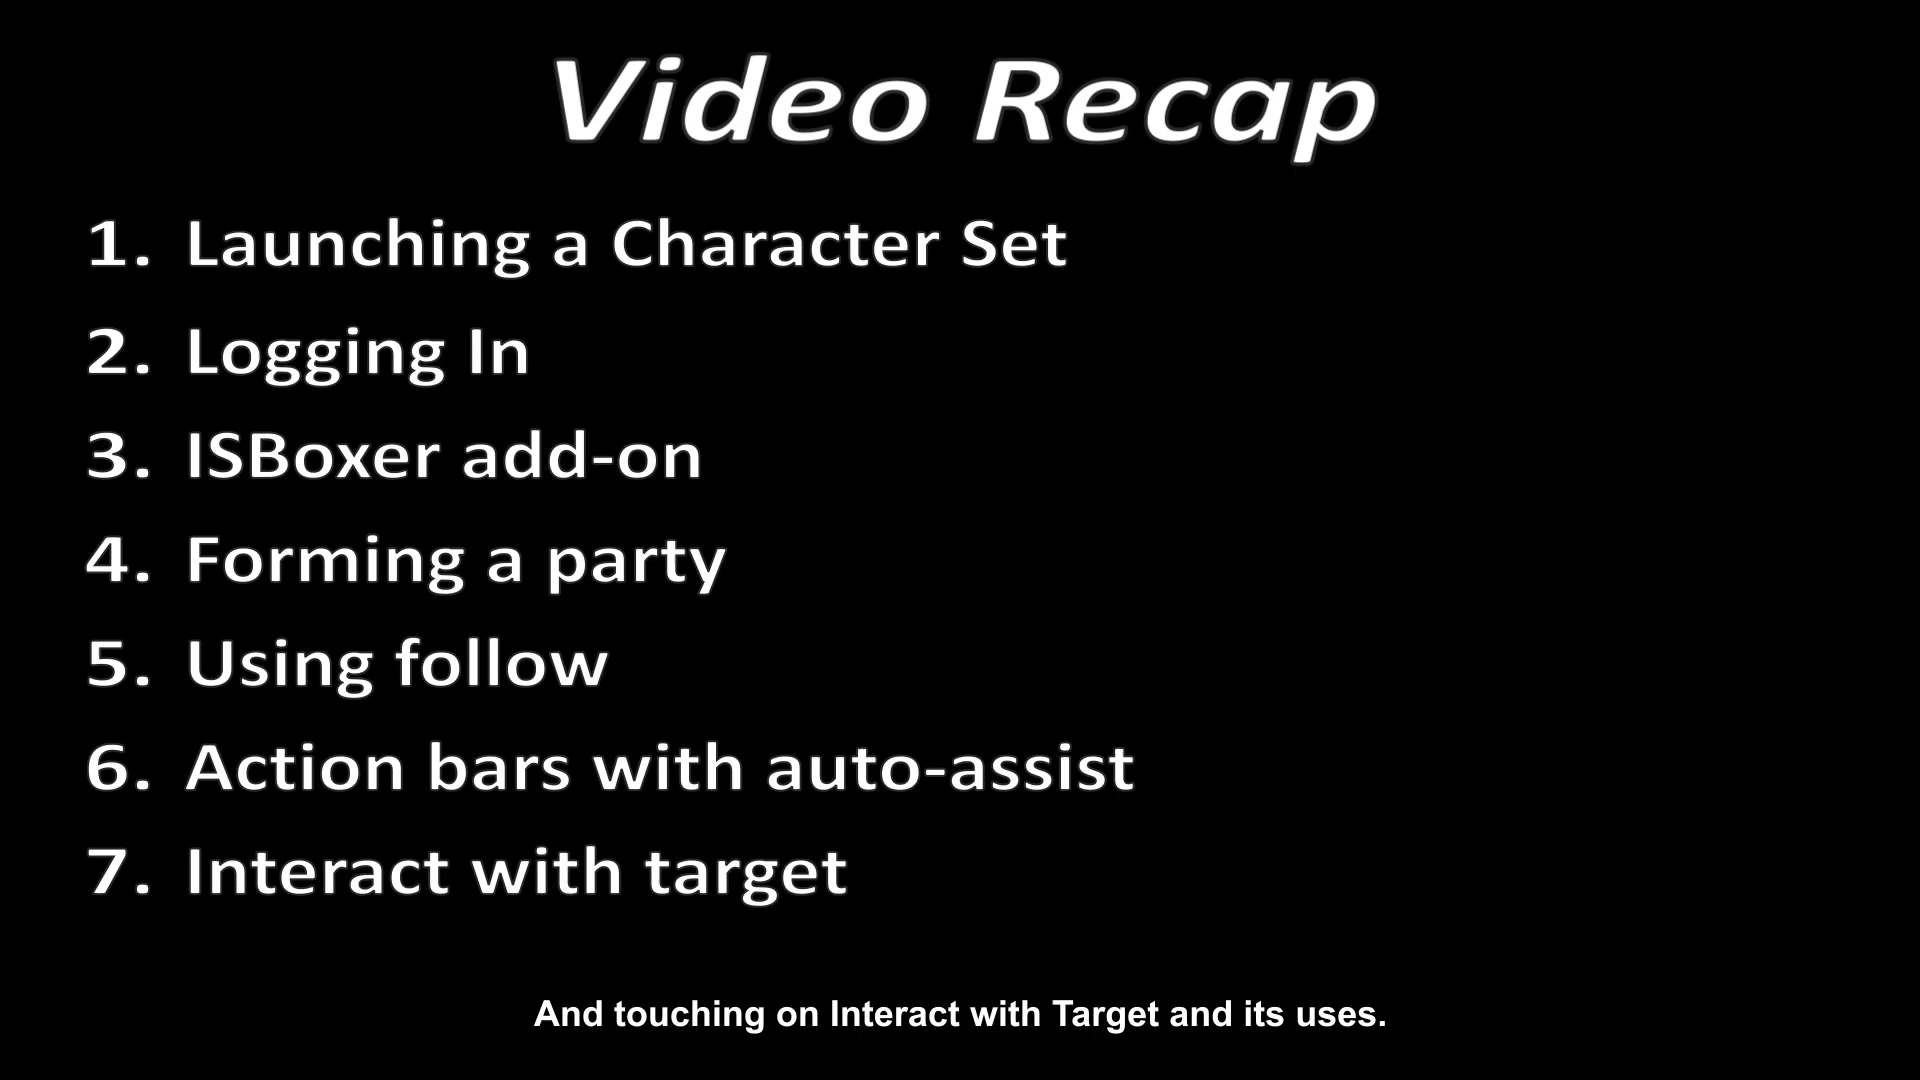 Video Recap
1. Launching a Character Set
2. Logging In
3. ISBoxer add-on
4. Forming a party
5. Using follow
6. Action bars with auto-assist
7. Interact with target
And touching on Interact with Target and its uses.